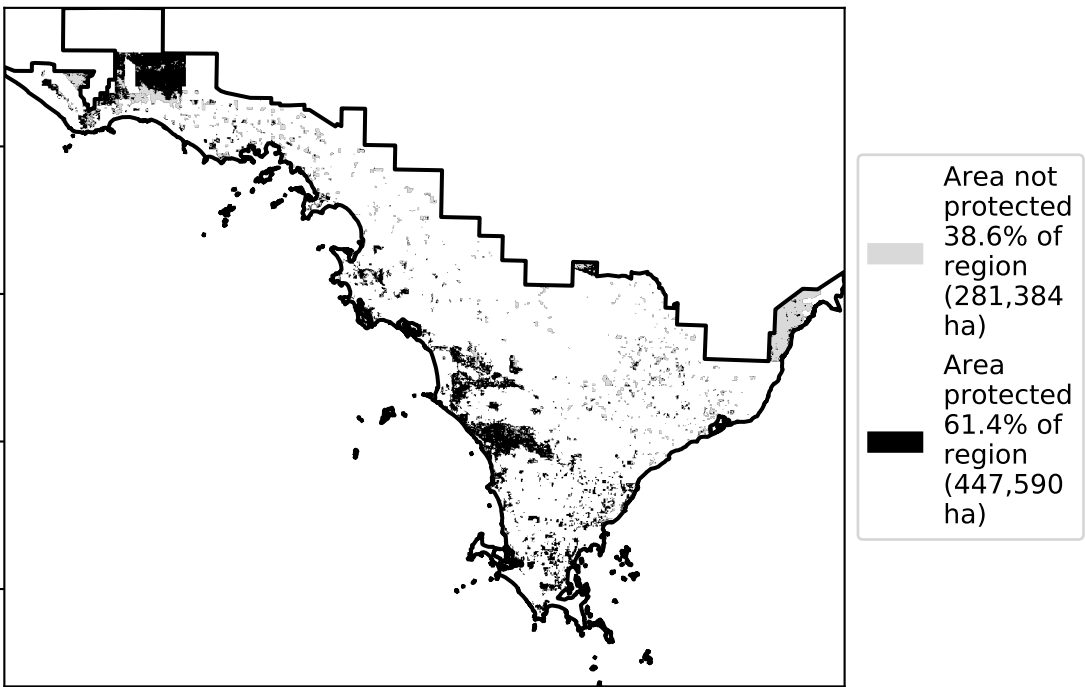 Area not
protected
38.6% of
region
(281,384
ha)
Area
protected
61.4% of
region
(447,590
ha)